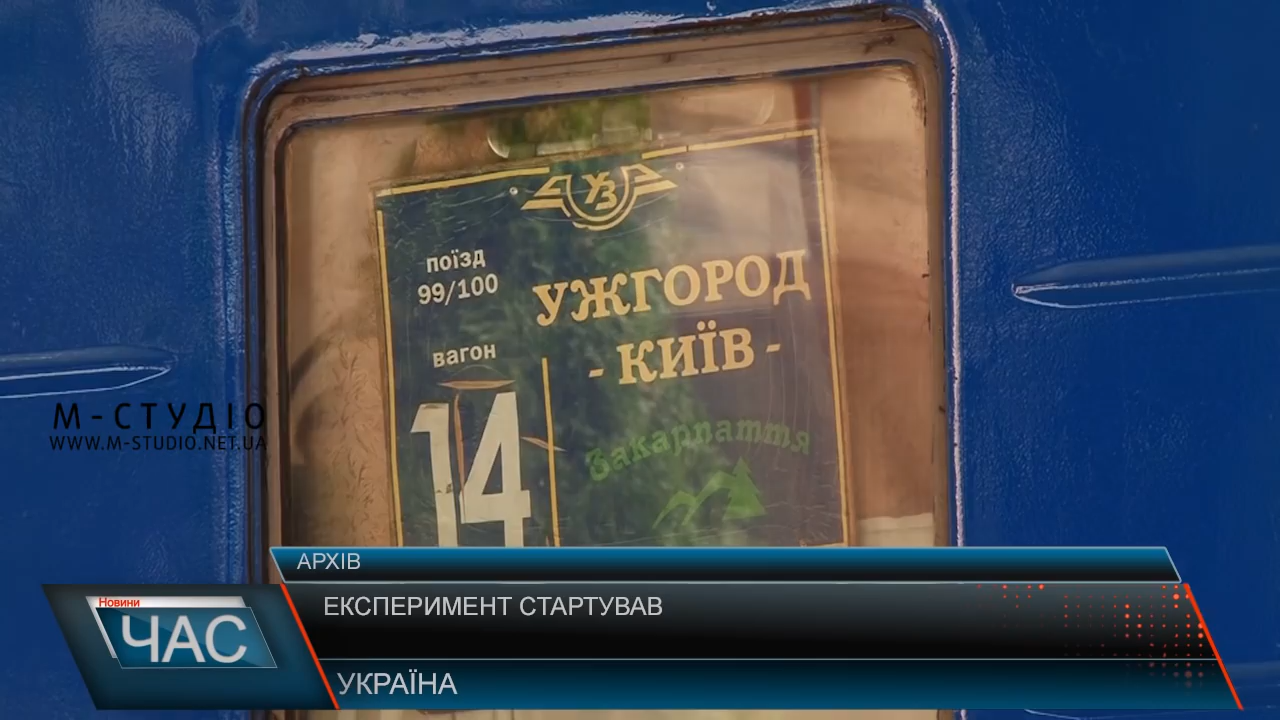 УЗ
поїзд
99/100
УЖГОРОД
- КИЇВ -
вагон
14
Закарпаття
М-СТУДІО
WWW.M-STUDIO.NET.UA
АРХІВ
Новини
ЧАС
ЕКСПЕРИМЕНТ СТАРТУВАВ
УКРАЇНА